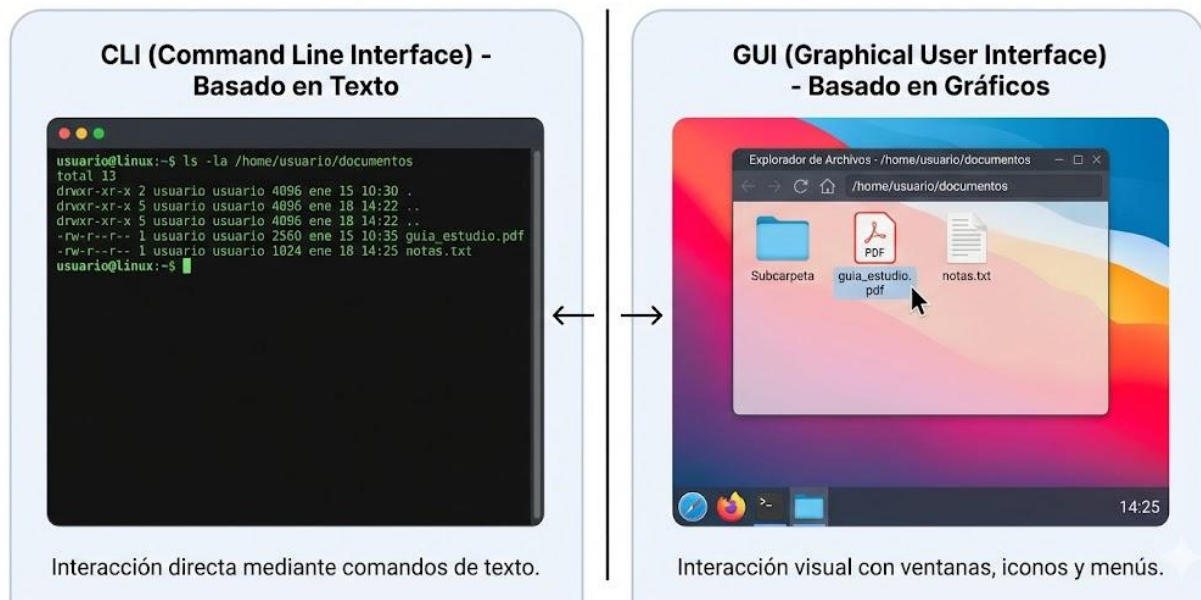 CLI (Command Line Interface) -
Basado en Texto
usuario@linux:~$ ls -la /home/usuario/documentos
total 13
drwxr-xr-x 2 usuario usuario 4096 ene 15 10:30 .
drwxr-xr-x 5 usuario usuario 4096 ene 18 14:22 ..
drwxr-xr-x 5 usuario usuario 4096 ene 18 14:22 ..
-rw-r--r-- 1 usuario usuario 2560 ene 15 10:35 guia_estudio.pdf
-rw-r--r-- 1 usuario usuario 1024 ene 18 14:25 notas.txt
usuario@linux:~$
Interacción directa mediante comandos de texto.
GUI (Graphical User Interface)
- Basado en Gráficos
Explorador de Archivos - /home/usuario/documentos
/home/usuario/documentos
PDF
Subcarpeta
guia_estudio.
pdf
notas.txt
>_
14:25
Interacción visual con ventanas, iconos y menús.